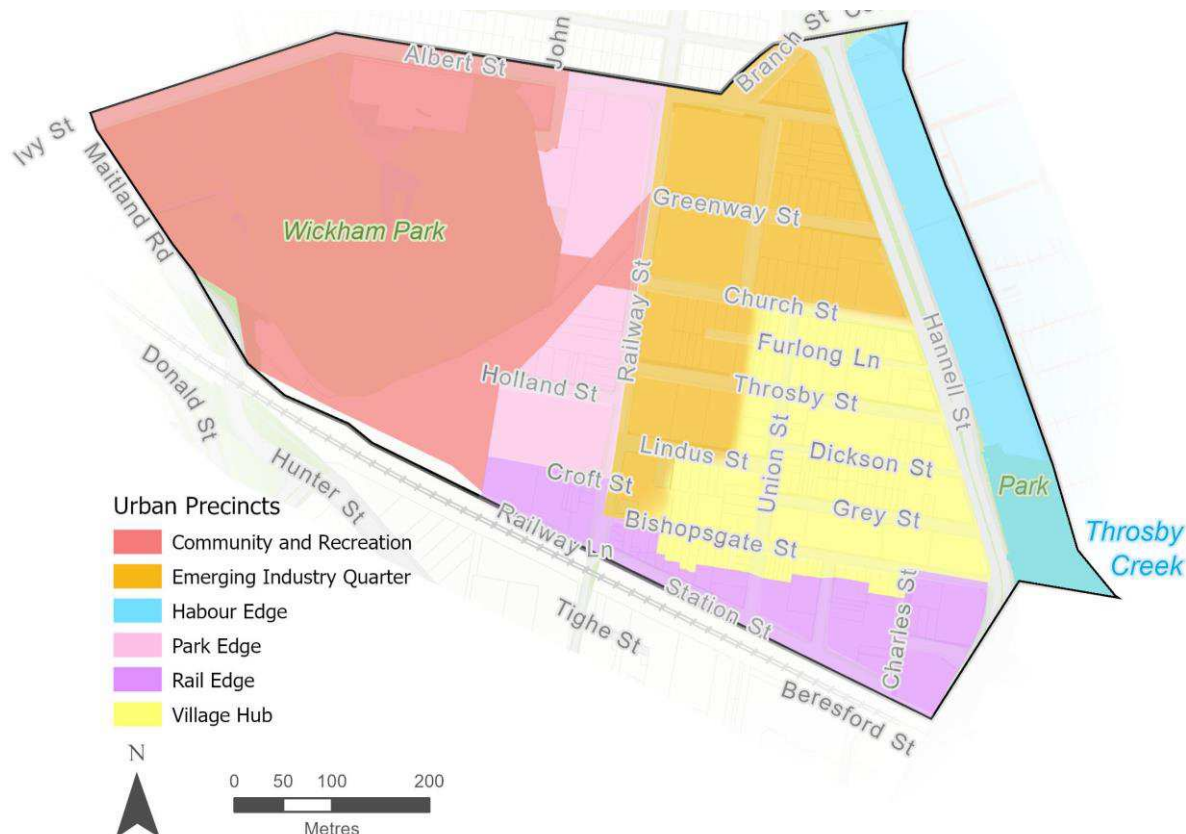 John
Branch St
Albert St
Ivy St
Maitland Rd
Wickham Park
Greenway St
Railway St
Church St
Hannell St
Furlong Ln
Donald St
Holland St
Throsby St
Lindus St
Union St
Dickson St
Hunter St
Croft St
Grey St
Park
Bishopsgate St
Railway Ln
Throsby
Creek
Station St
Charles St
Tighe St
Beresford St
Urban Precincts
Community and Recreation
Emerging Industry Quarter
Habour Edge
Park Edge
Rail Edge
Village Hub
N
0 50 100 200
Metres